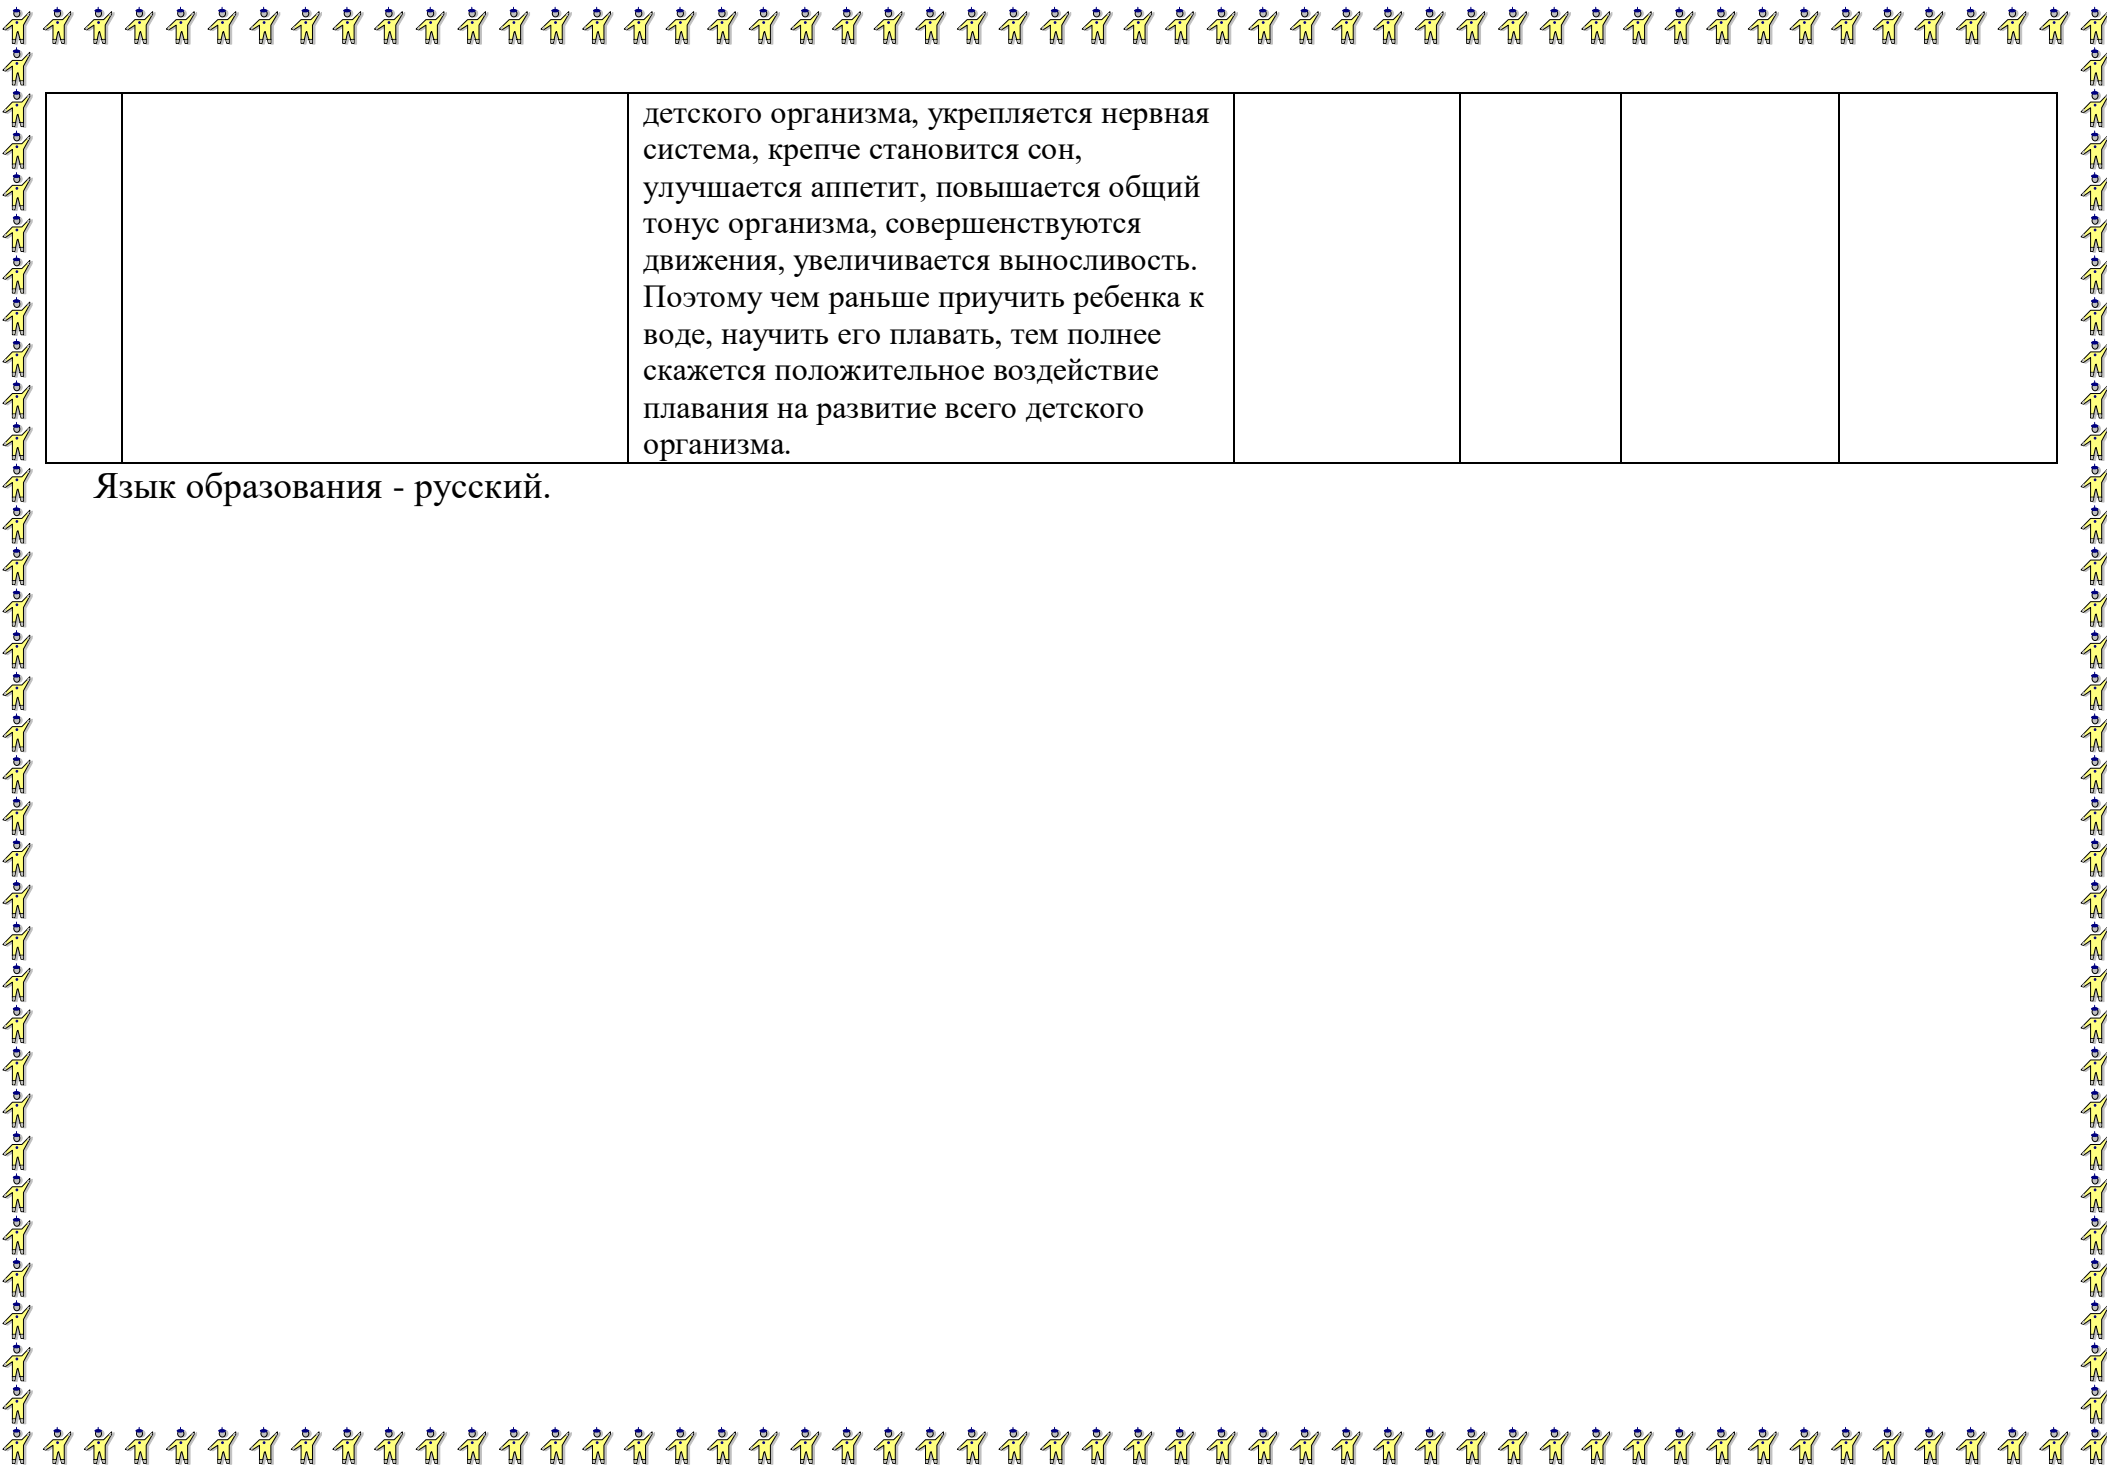 детского организма, укрепляется нервная
система, крепче становится сон,
улучшается аппетит, повышается общий
тонус организма, совершенствуются
движения, увеличивается выносливость.
Поэтому чем раньше приучить ребенка к
воде, научить его плавать, тем полнее
скажется положительное воздействие
плавания на развитие всего детского
организма.
Язык образования - русский.